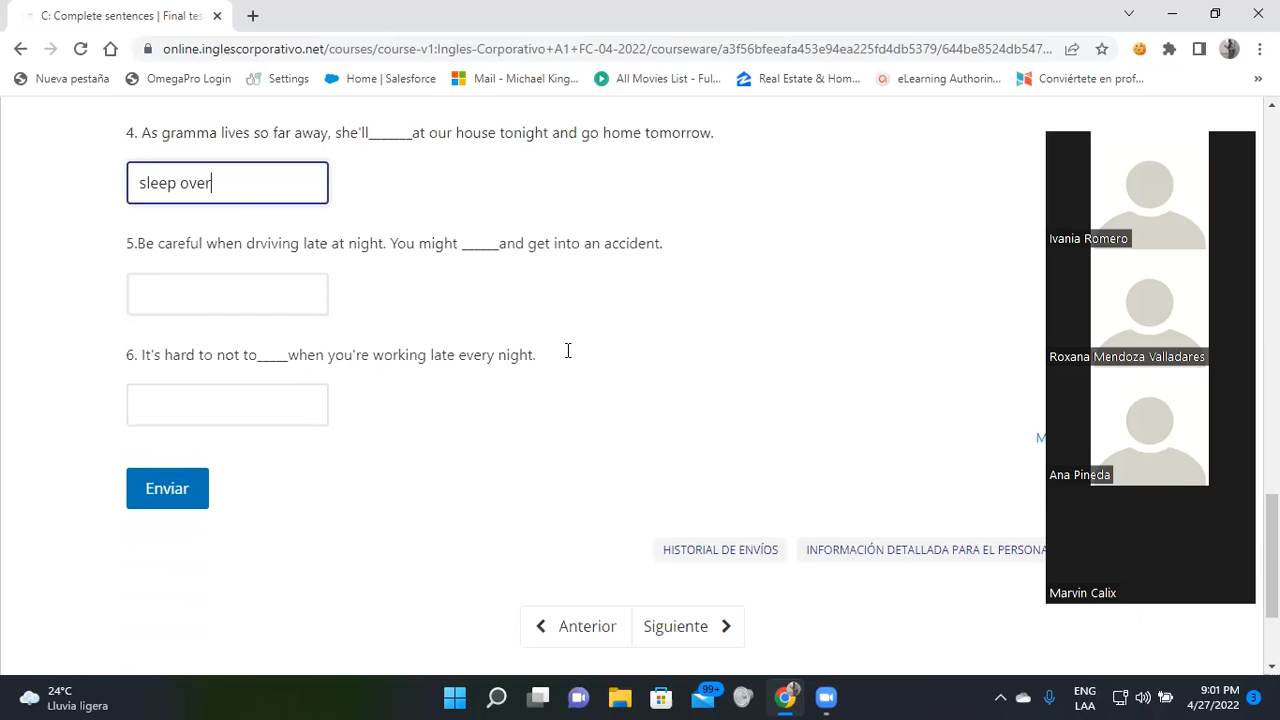 C: Complete sentences | Final tes
online.inglescorporativo.net/courses/course-v1:Ingles-Corporativo+A1+FC-04-2022/courseware/a3f56bfeeafa453e94ea225fd4db5379/644be8524db547...
Nueva pestaña
OmegaPro Login
Settings
Home | Salesforce
Mail - Michael King...
All Movies List - Ful...
Real Estate & Hom...
eLearning Authorin...
Conviértete en prof...
»
4. As gramma lives so far away, she'll_______at our house tonight and go home tomorrow.
sleep over
5.Be careful when drviving late at night. You might ______and get into an accident.
6. It's hard to not to_____when you're working late every night.
Enviar
HISTORIAL DE ENVÍOS
INFORMACIÓN DETALLADA PARA EL PERSONA
Anterior
Siguiente
Ivania Romero
Roxana Mendoza Valladares
Ana Pineda
Marvin Calix
24°C
Lluvia ligera
99+
ENG
LAA
9:01 PM
4/27/2022
3